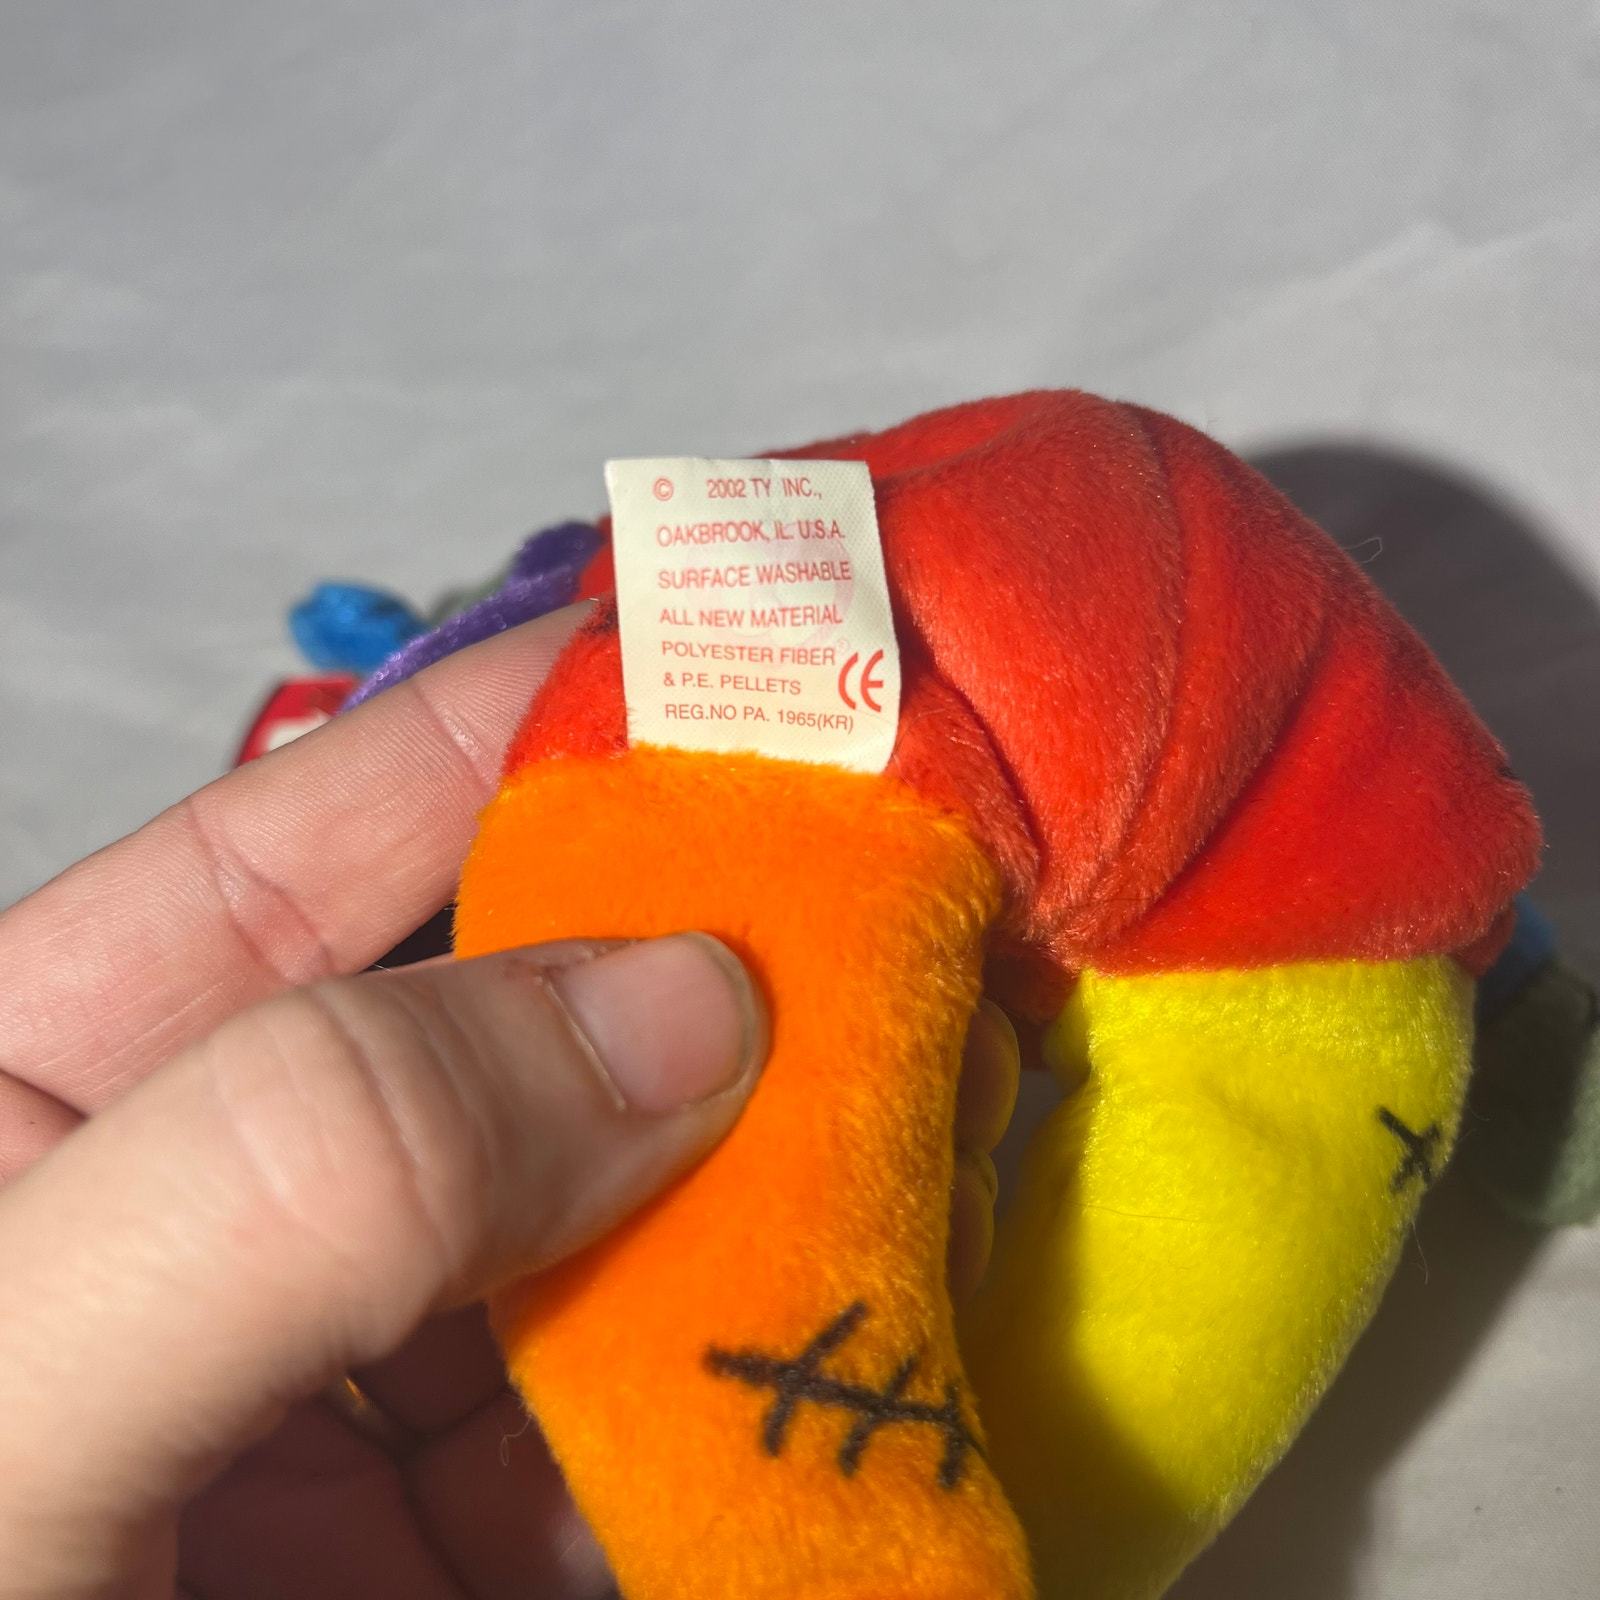 © 2002 TY INC.,
OAKBROOK, IL. U.S.A.
SURFACE WASHABLE
ALL NEW MATERIAL
POLYESTER FIBER
& P.E. PELLETS CE
REG.NO PA. 1965(KR)